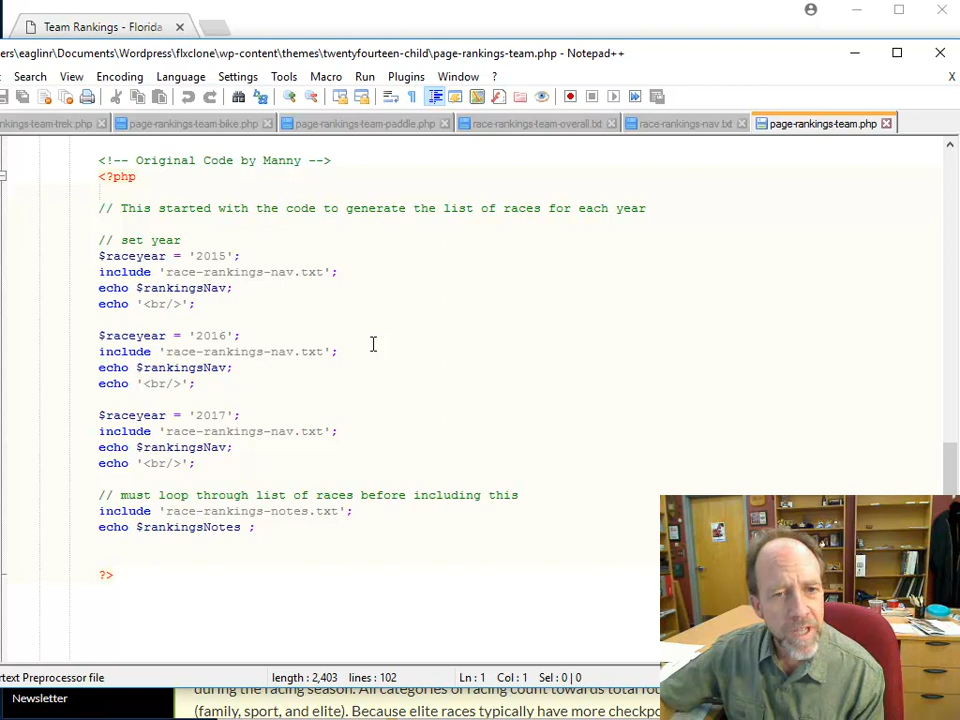 Team Rankings - Florida
ers\eaglinr\Documents\Wordpress\flxclone\wp-content\themes\twentyfourteen-child\page-rankings-team.php - Notepad++
Search View Encoding Language Settings Tools Macro Run Plugins Window ? X
nkings-team-trek.php page-rankings-team-bike.php page-rankings-team-paddle.php race-rankings-team-overall.txt race-rankings-nav.txt page-rankings-team.php
<!-- Original Code by Manny -->
<?php
// This started with the code to generate the list of races for each year
// set year
$raceyear = '2015';
include 'race-rankings-nav.txt';
echo $rankingsNav;
echo '<br/>';
$raceyear = '2016';
include 'race-rankings-nav.txt';
echo $rankingsNav;
echo '<br/>';
$raceyear = '2017';
include 'race-rankings-nav.txt';
echo $rankingsNav;
echo '<br/>';
// must loop through list of races before including this
include 'race-rankings-notes.txt';
echo $rankingsNotes ;
?>
rtext Preprocessor file length : 2,403 lines : 102 Ln : 1 Col : 1 Sel : 0 | 0
Newsletter
during the racing season. All categories of racing count towards total
(family, sport, and elite). Because elite races typically have more checkpo